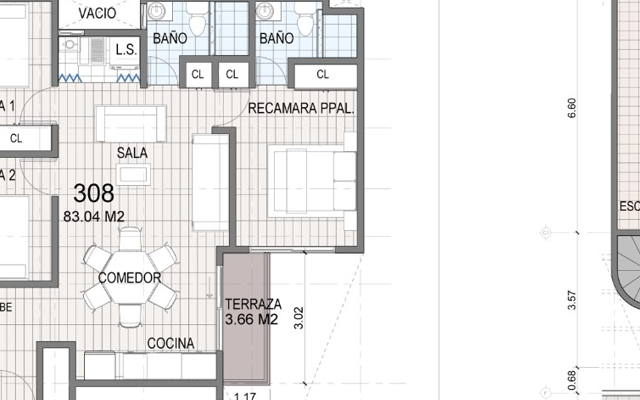 VACIO
L.S.
BAÑO
BAÑO
CL
CL
CL
A 1
RECAMARA PPAL.
6.60
CL
SALA
A 2
308
83.04 M2
ESC
COMEDOR
BE
TERRAZA
3.66 M2
3.02
3.57
COCINA
0.68
1.17